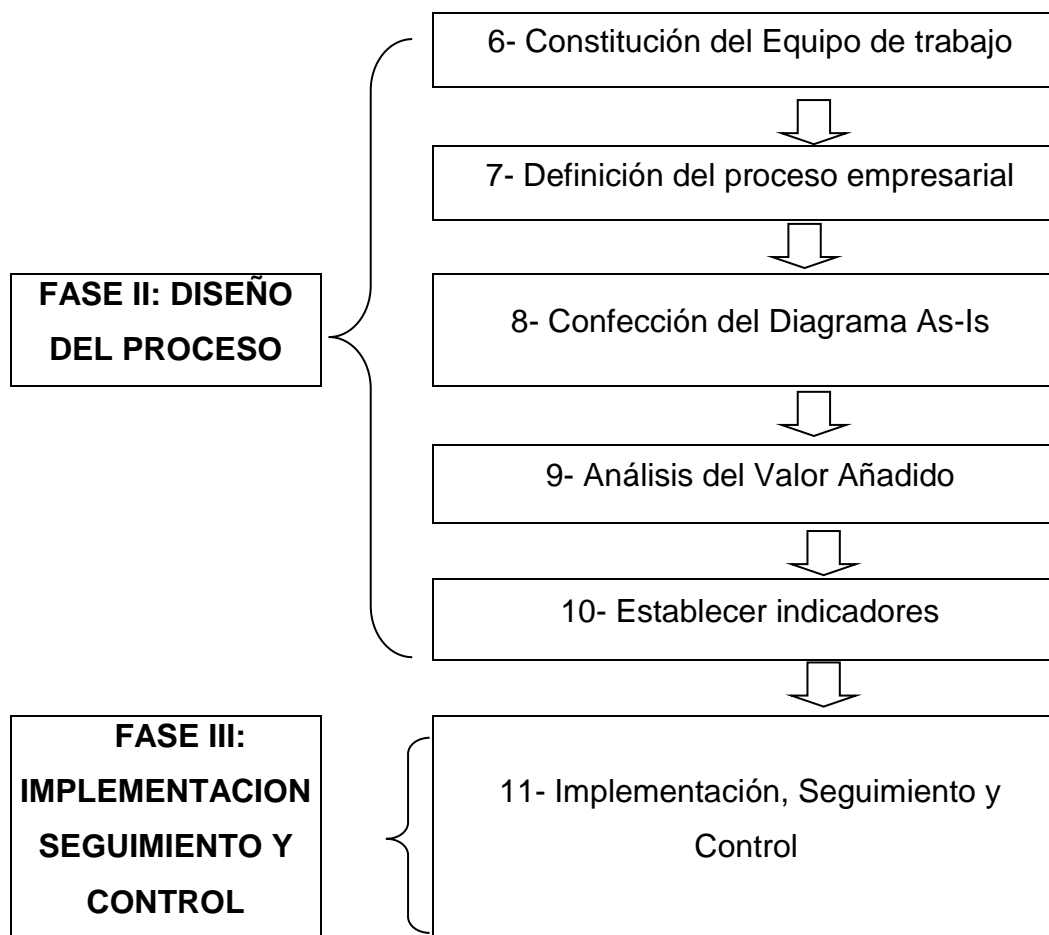 6- Constitución del Equipo de trabajo
7- Definición del proceso empresarial
FASE II: DISEÑO
DEL PROCESO
8- Confección del Diagrama As-Is
9- Análisis del Valor Añadido
10- Establecer indicadores
FASE III:
IMPLEMENTACION
SEGUIMIENTO Y
CONTROL
11- Implementación, Seguimiento y
Control